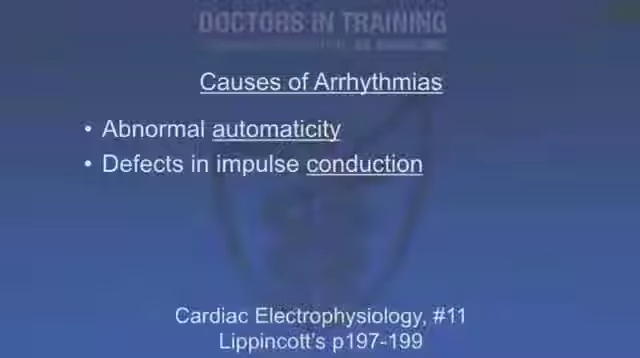 DOCTORS IN TRAINING
Causes of Arrhythmias
• Abnormal automaticity
• Defects in impulse conduction
Cardiac Electrophysiology, #11
Lippincott's p197-199